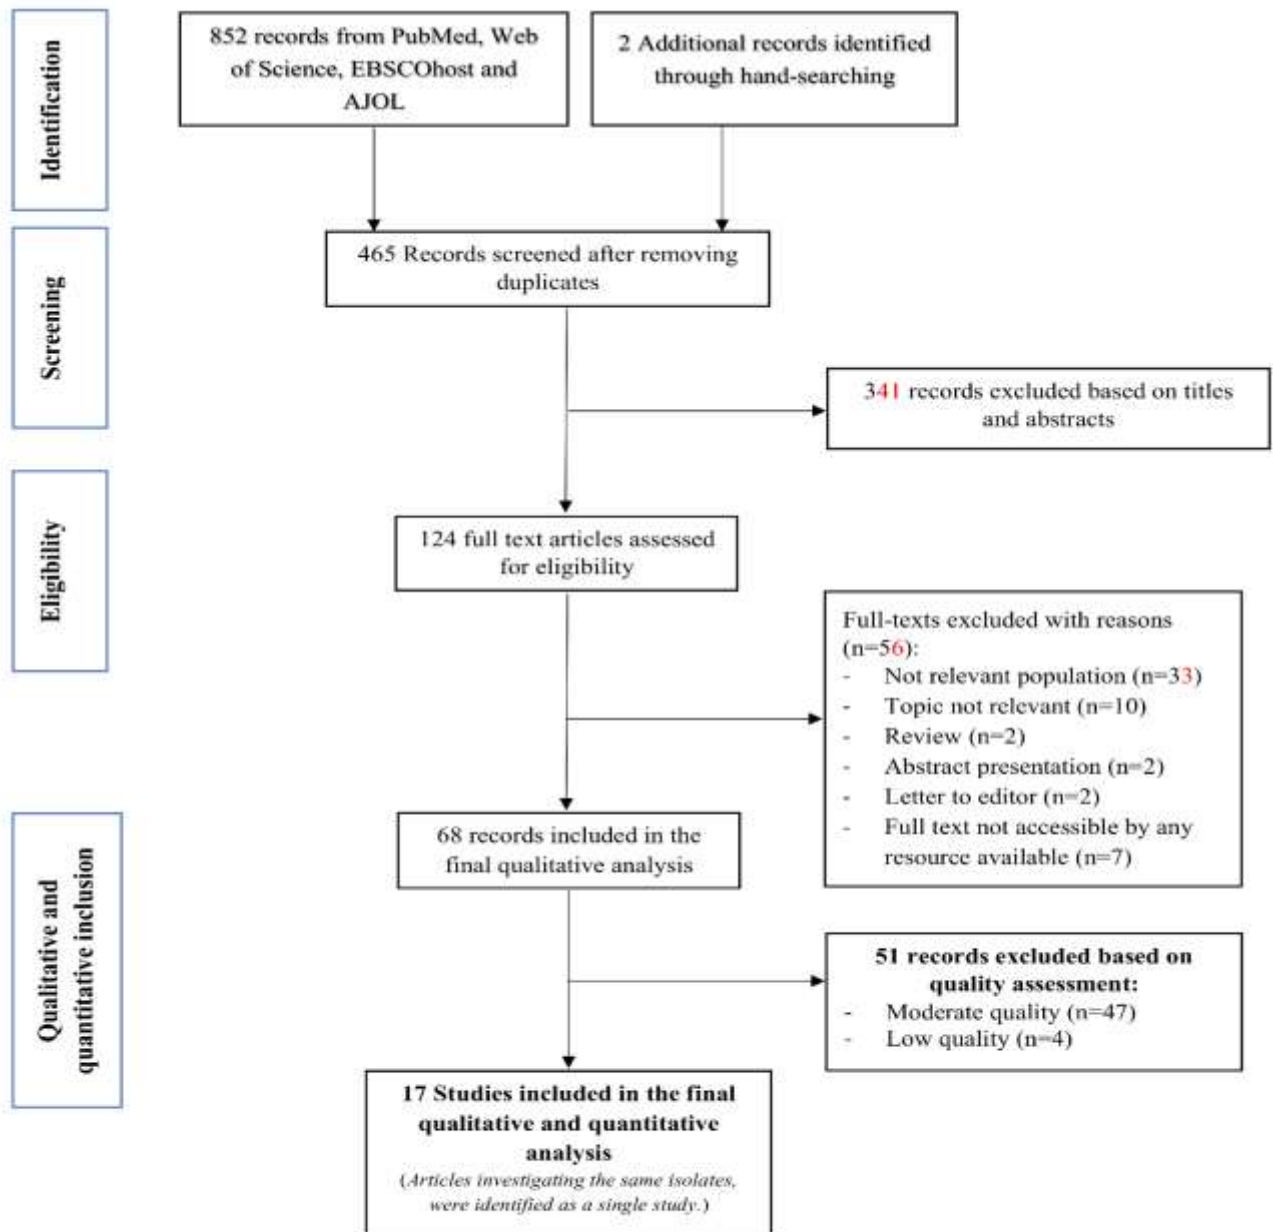 Identification
852 records from PubMed, Web
of Science, EBSCOhost and
AJOL
2 Additional records identified
through hand-searching
Screening
465 Records screened after removing
duplicates
341 records excluded based on titles
and abstracts
Eligibility
124 full text articles assessed
for eligibility
Full-texts excluded with reasons
(n=56):
- Not relevant population (n=33)
- Topic not relevant (n=10)
- Review (n=2)
- Abstract presentation (n=2)
- Letter to editor (n=2)
- Full text not accessible by any
resource available (n=7)
Qualitative and
quantitative inclusion
68 records included in the
final qualitative analysis
51 records excluded based on
quality assessment:
- Moderate quality (n=47)
- Low quality (n=4)
17 Studies included in the final
qualitative and quantitative
analysis
(Articles investigating the same isolates,
were identified as a single study.)